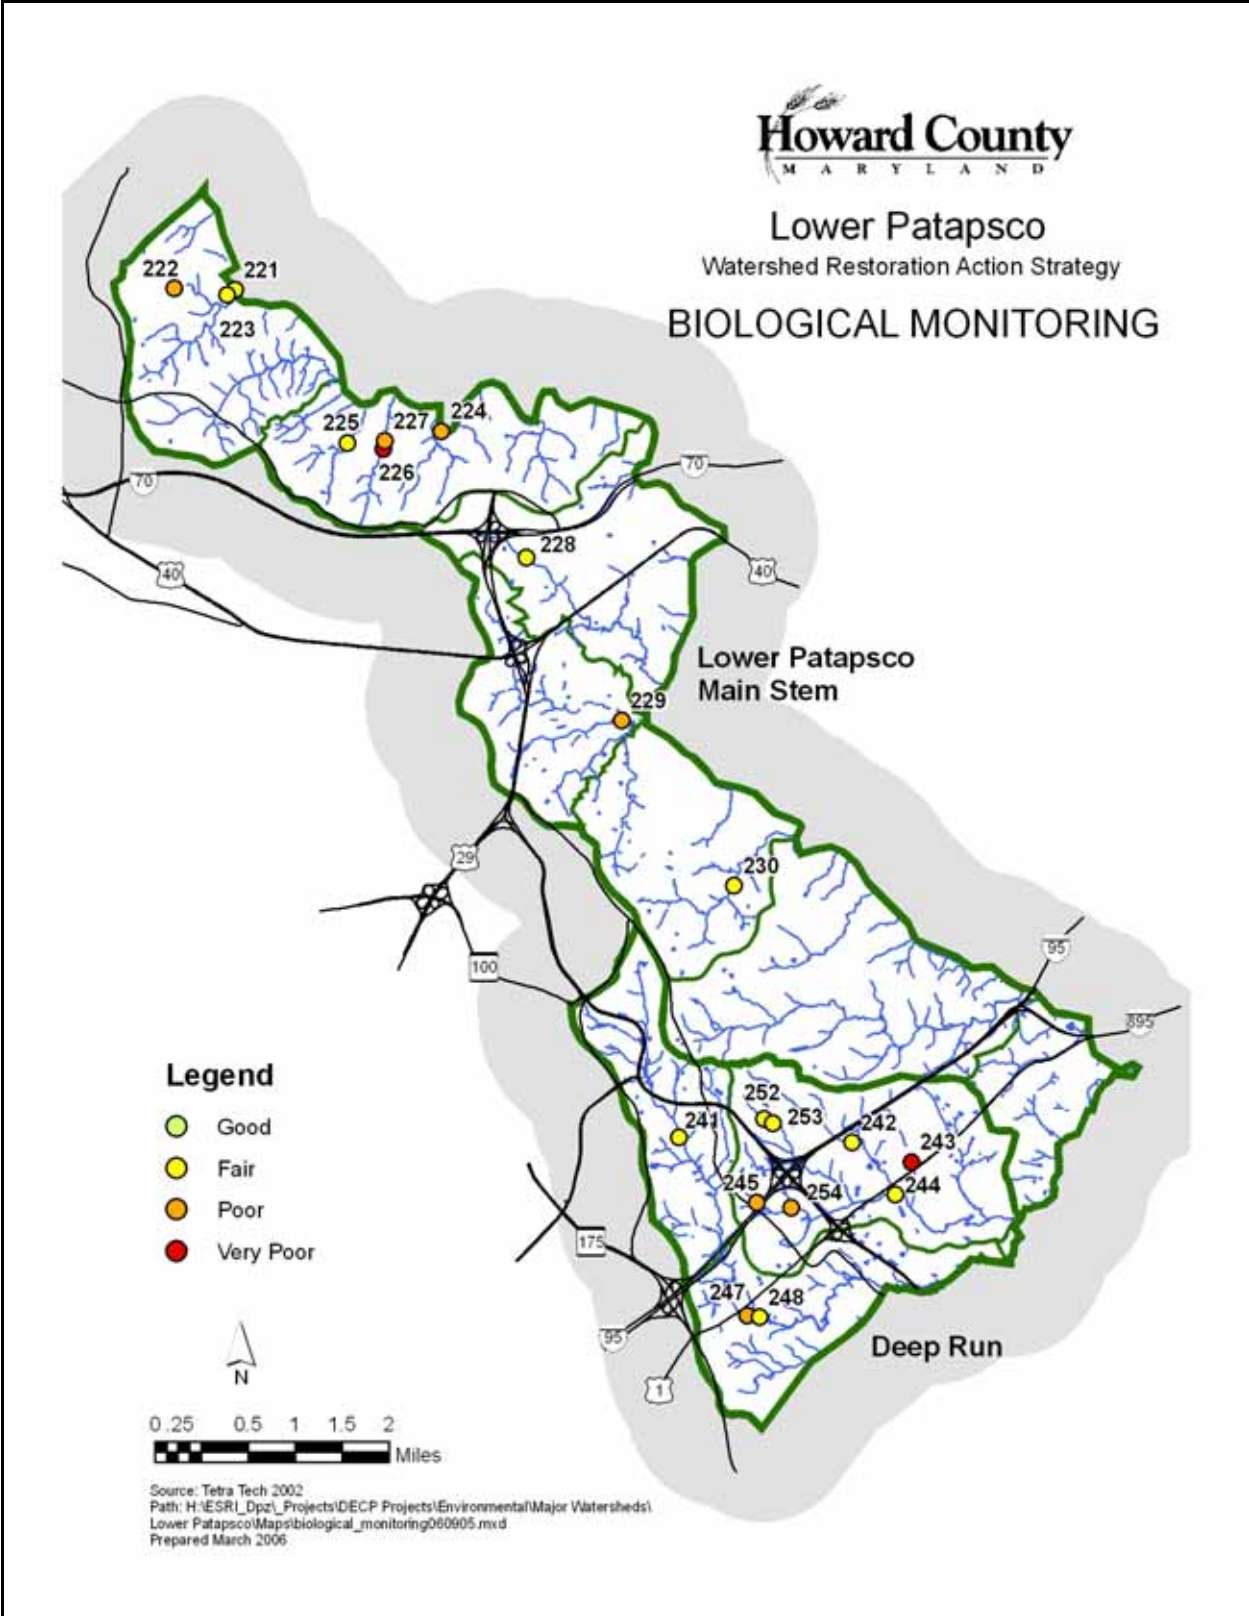 Howard County
MARYLAND
Lower Patapsco
Watershed Restoration Action Strategy
BIOLOGICAL MONITORING
222
221
223
225
227
224
226
70
70
228
40
40
Lower Patapsco
Main Stem
229
230
29
100
95
895
252
253
241
242
243
244
245
254
175
247
248
95
1
Deep Run
Legend
Good
Fair
Poor
Very Poor
N
0 .25 0.5 1 1.5 2
Miles
Source: Tetra Tech 2002
Path: H:\ESRI_Dpz\_Projects\DECP Projects\Environmental\Major Watersheds\
Lower Patapsco\Maps\biological_monitoring060905.mxd
Prepared March 2006